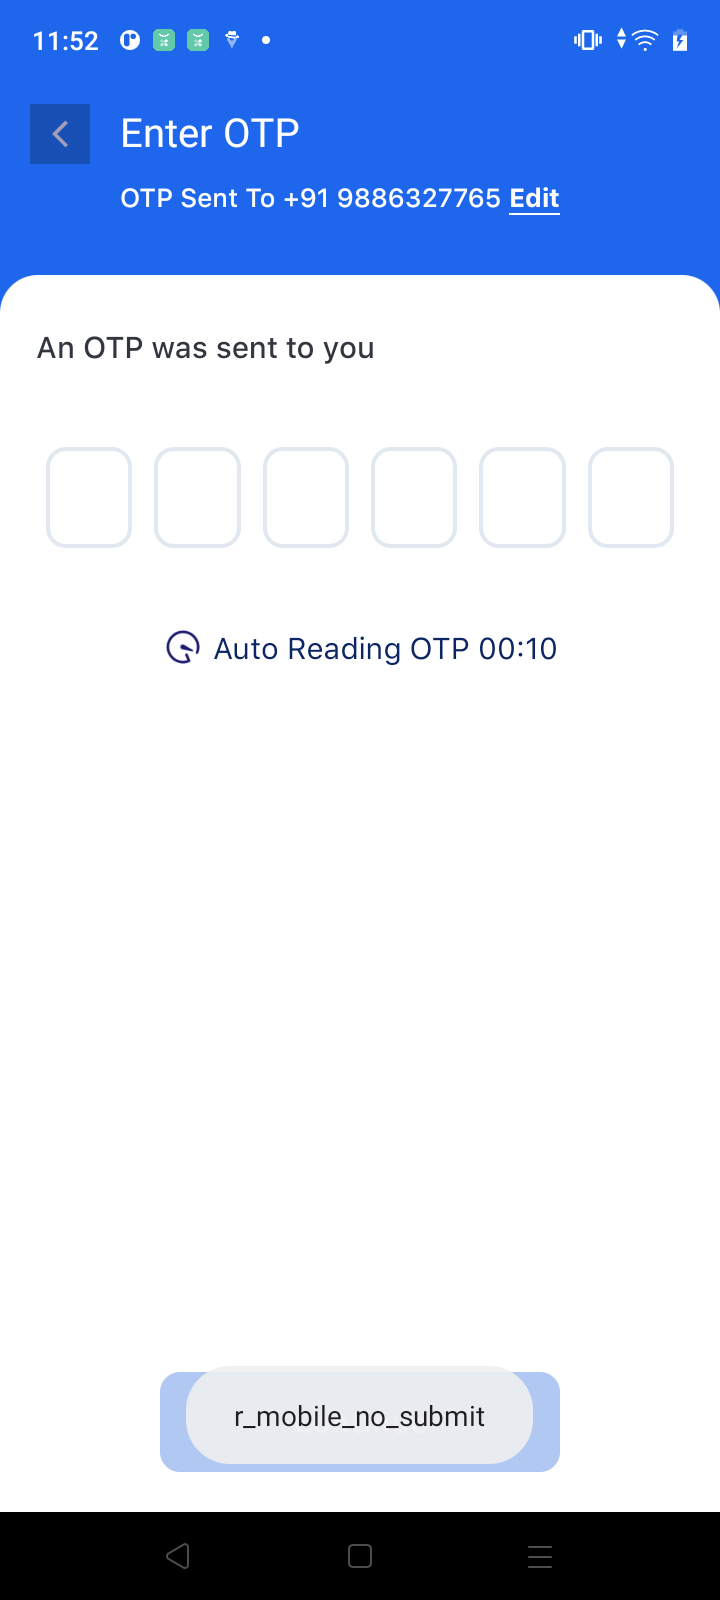 11:52
Enter OTP
OTP Sent To +91 9886327765 Edit
An OTP was sent to you
Auto Reading OTP 00:10
r_mobile_no_submit